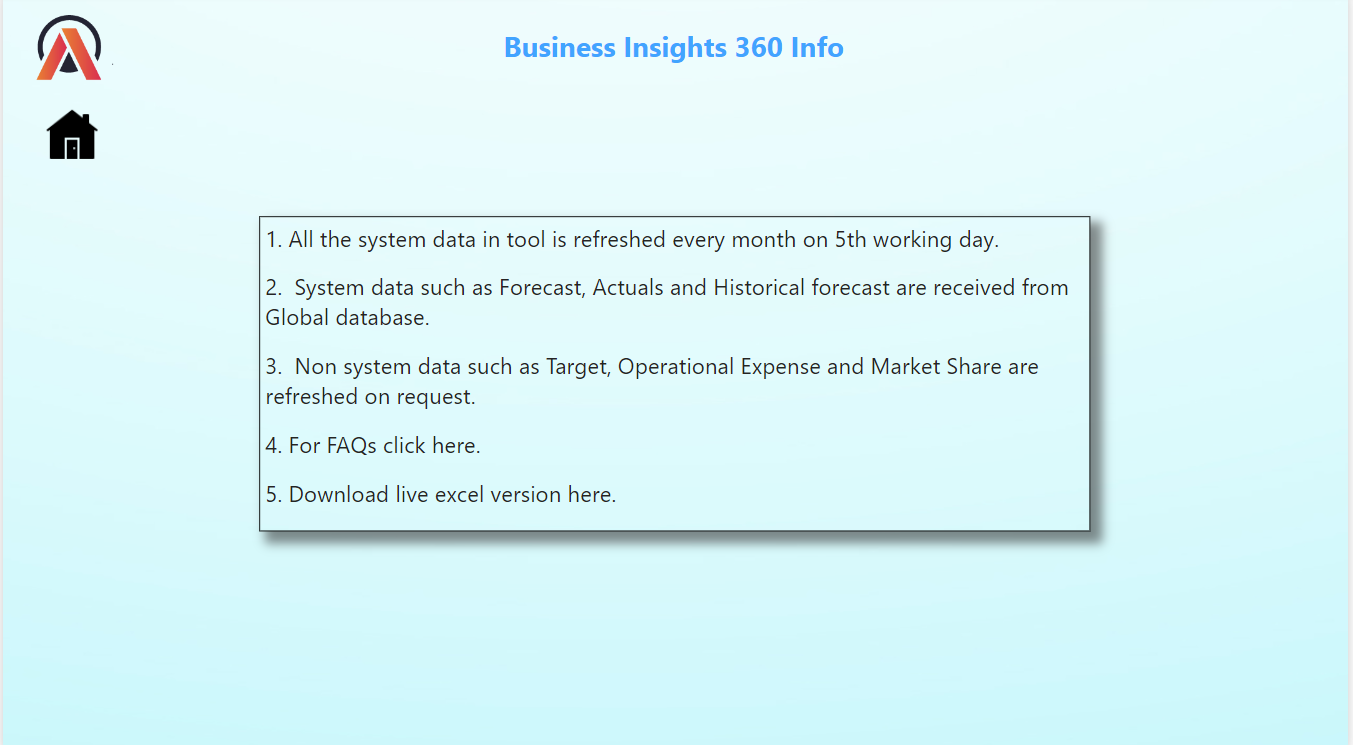 Business Insights 360 Info
1. All the system data in tool is refreshed every month on 5th working day.
2.  System data such as Forecast, Actuals and Historical forecast are received from
Global database.
3.  Non system data such as Target, Operational Expense and Market Share are
refreshed on request.
4. For FAQs click here.
5. Download live excel version here.